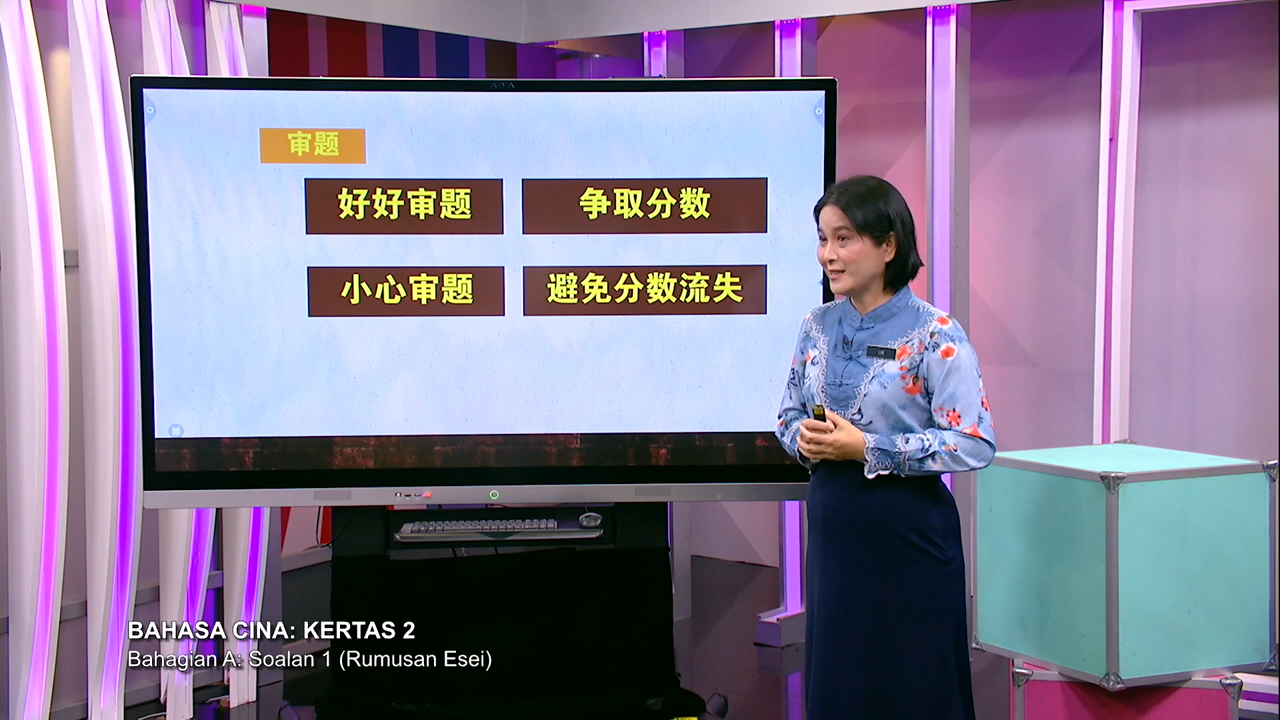 审题
好好审题 争取分数
小心审题 避免分数流失
BAHASA CINA: KERTAS 2
Bahagian A: Soalan 1 (Rumusan Esei)